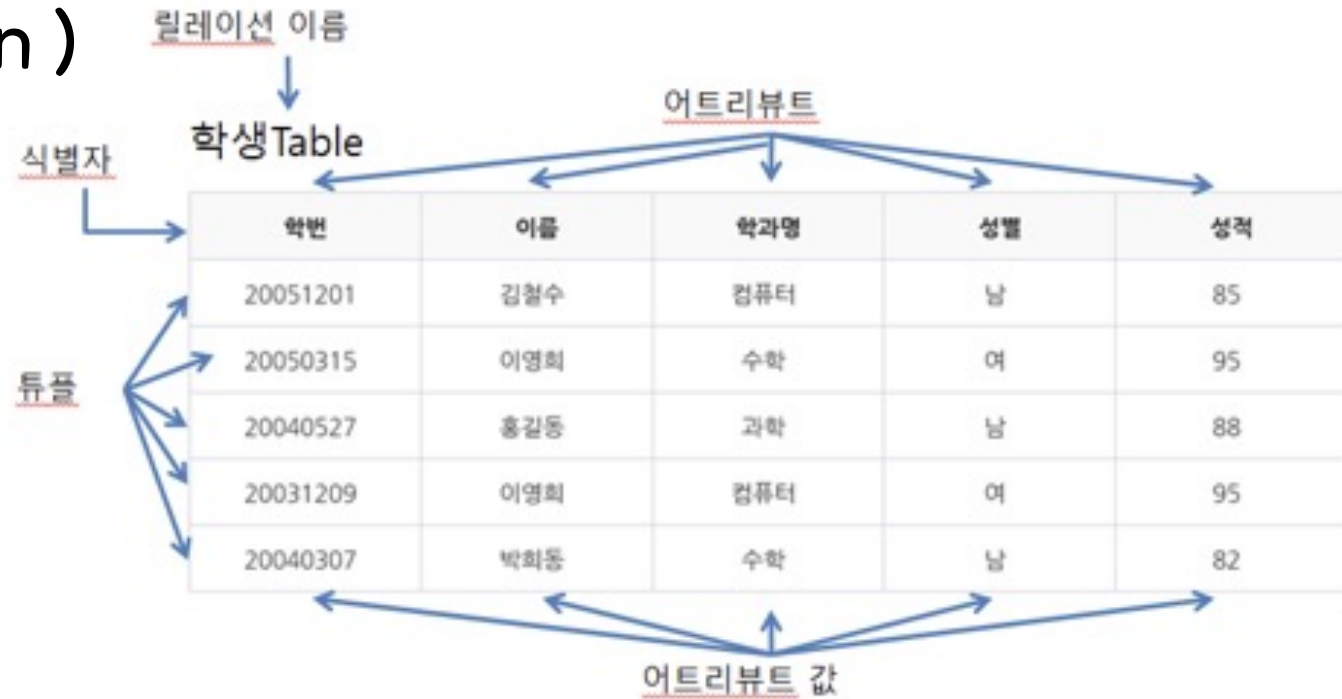 n)
릴레이션 이름
어트리뷰트
학생Table
식별자
학번 이름 학과명 성별 성적
20051201 김철수 컴퓨터 남 85
20050315 이영희 수학 여 95
튜플
20040527 홍길동 과학 남 88
20031209 이영희 컴퓨터 여 95
20040307 박희동 수학 남 82
어트리뷰트 값